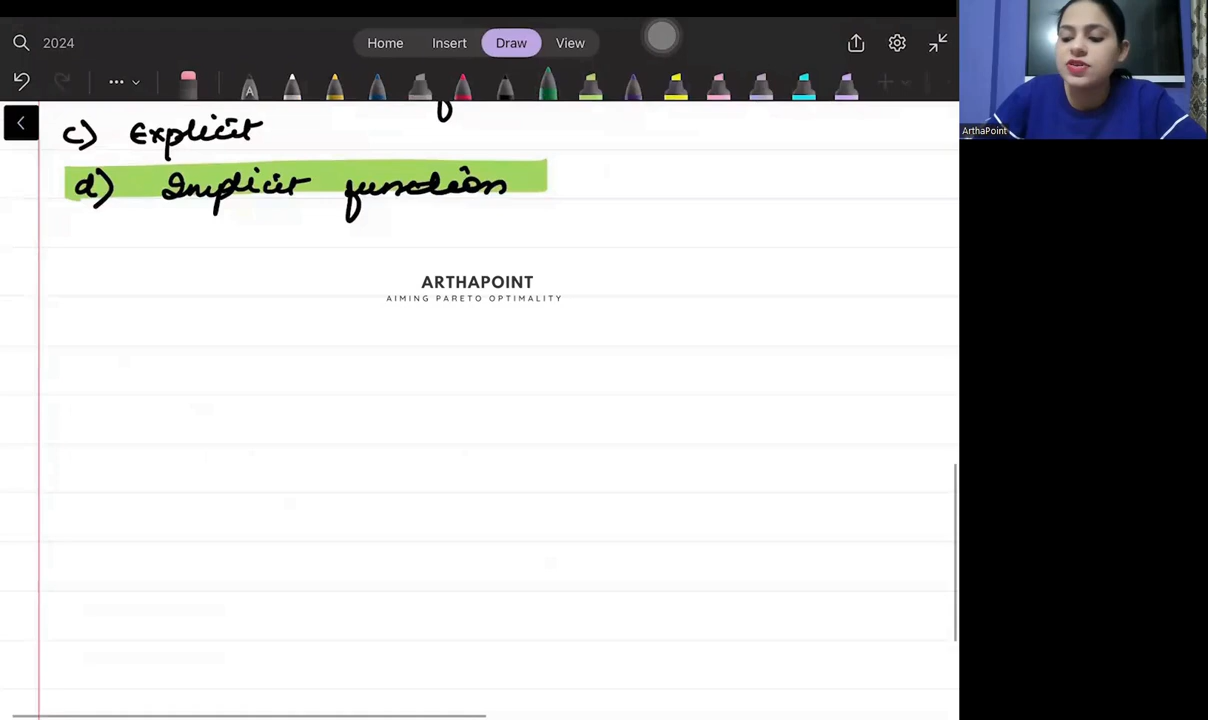 2024
Home Insert Draw View
A
c) Explicit
d) Implicit function
ARTHAPOINT
AIMING PARETO OPTIMALITY
ArthaPoint